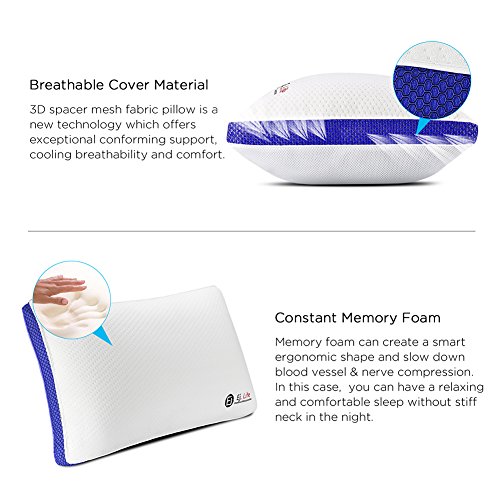 Breathable Cover Material
3D spacer mesh fabric pillow is a
new technology which offers
exceptional conforming support,
cooling breathability and comfort.
Constant Memory Foam
Memory foam can create a smart
ergonomic shape and slow down
blood vessel & nerve compression.
In this case, you can have a relaxing
and comfortable sleep without stiff
neck in the night.
Life